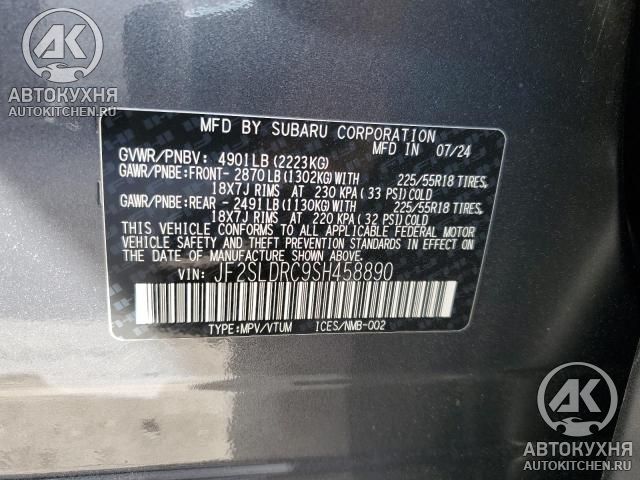 АК
АВТОКУХНЯ
AUTOKITCHEN.RU
MFD BY SUBARU CORPORATION
MFD IN 07/24
GVWR/PNBV: 4901LB(2223KG)
GAWR/PNBE:FRONT- 2870LB(1302KG)WITH 225/55R18 TIRES,
18X7J RIMS AT 230 KPA(33 PSI)COLD
GAWR/PNBE:REAR - 2491LB(1130KG)WITH 225/55R18 TIRES,
18X7J RIMS AT 220 KPA(32 PSI)COLD
THIS VEHICLE CONFORMS TO ALL APPLICABLE FEDERAL MOTOR
VEHICLE SAFETY AND THEFT PREVENTION STANDARDS IN EFFECT ON
THE DATE OF MANUFACTURE SHOWN ABOVE.
VIN: JF2SLDRC9SH458890
TYPE:MPV/VTUM ICES/NMB-002
АК
АВТОКУХНЯ
AUTOKITCHEN.RU